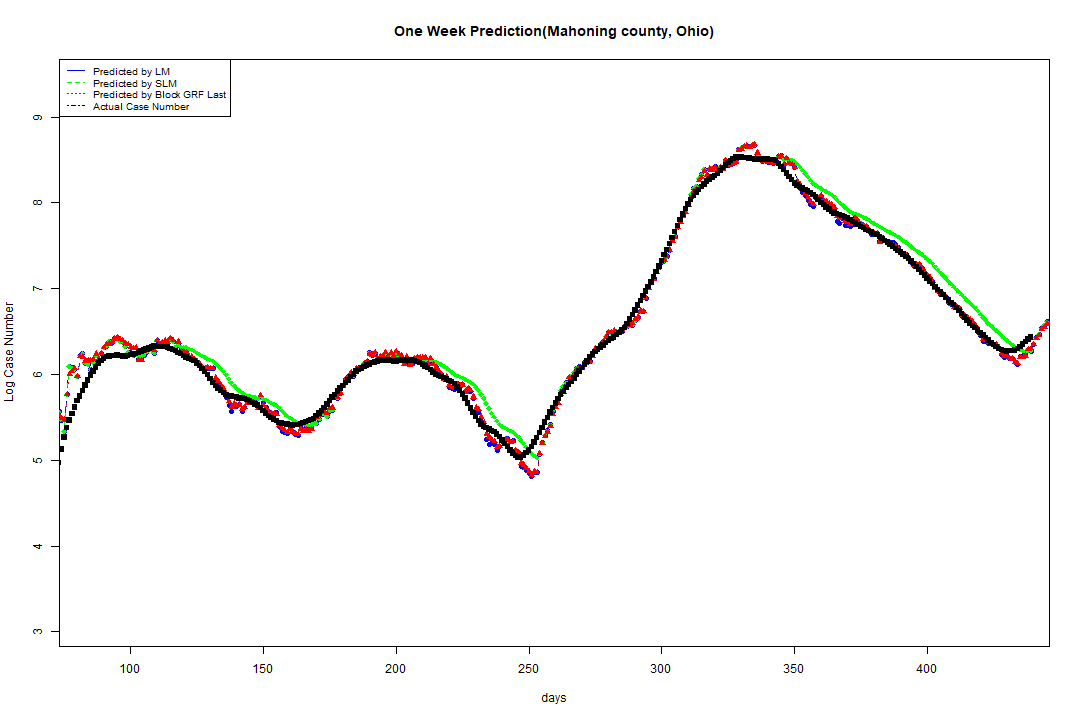 One Week Prediction(Mahoning county, Ohio)
Predicted by LM
Predicted by SLM
Predicted by Block GRF Last
Actual Case Number
9
8
7
6
5
4
3
Log Case Number
100 150 200 250 300 350 400
days